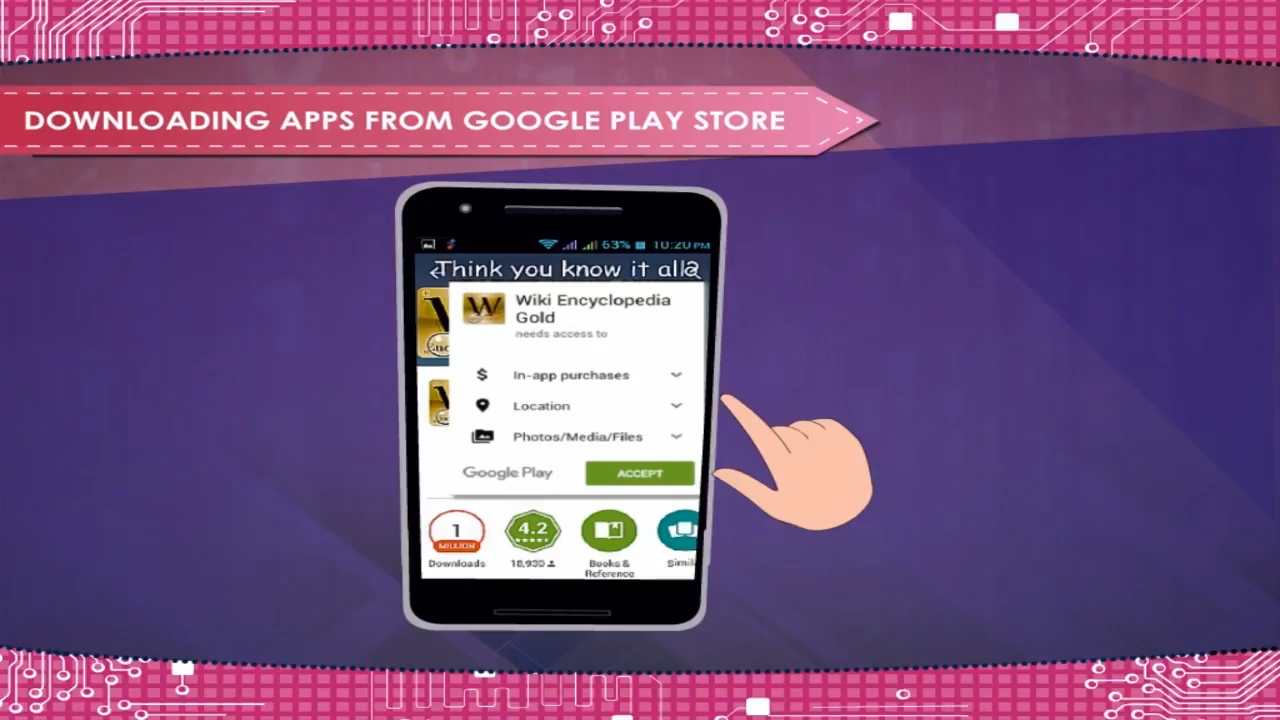 DOWNLOADING APPS FROM GOOGLE PLAY STORE
63% 10:20 PM
Think you know it all?
W Wiki Encyclopedia
Gold
needs access to
$ In-app purchases
Location
Photos/Media/Files
Google Play ACCEPT
1 4.2
MILLION
Downloads 18,930 Books & Simil
Reference